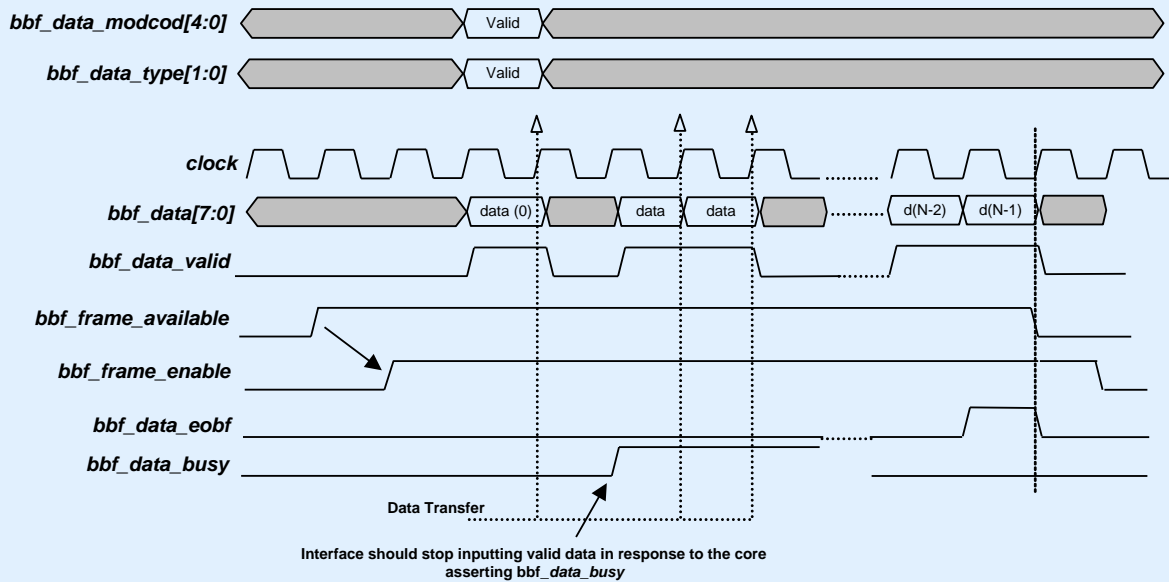 bbf_data_modcod[4:0]
Valid
bbf_data_type[1:0]
Valid
clock
bbf_data[7:0]
data (0)
data
data
d(N-2)
d(N-1)
bbf_data_valid
bbf_frame_available
bbf_frame_enable
bbf_data_eobf
bbf_data_busy
Data Transfer
Interface should stop inputting valid data in response to the core
asserting bbf_data_busy